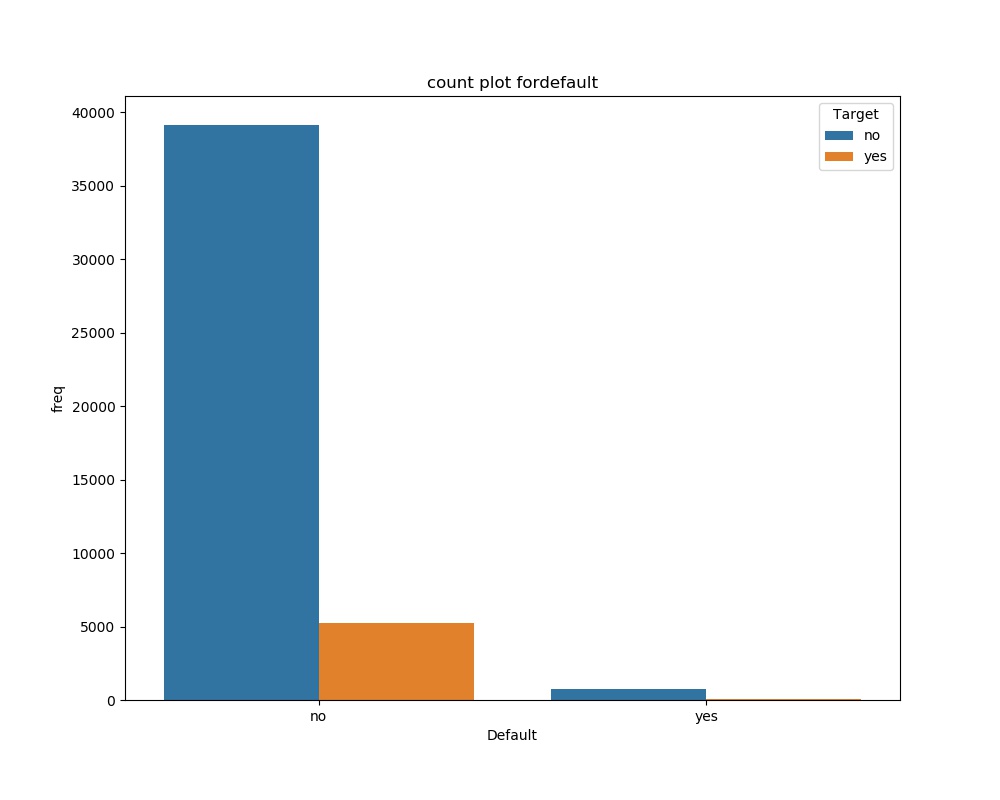 count plot fordefault
Target
no
yes
40000
35000
30000
25000
20000
15000
10000
5000
0
freq
no
yes
Default